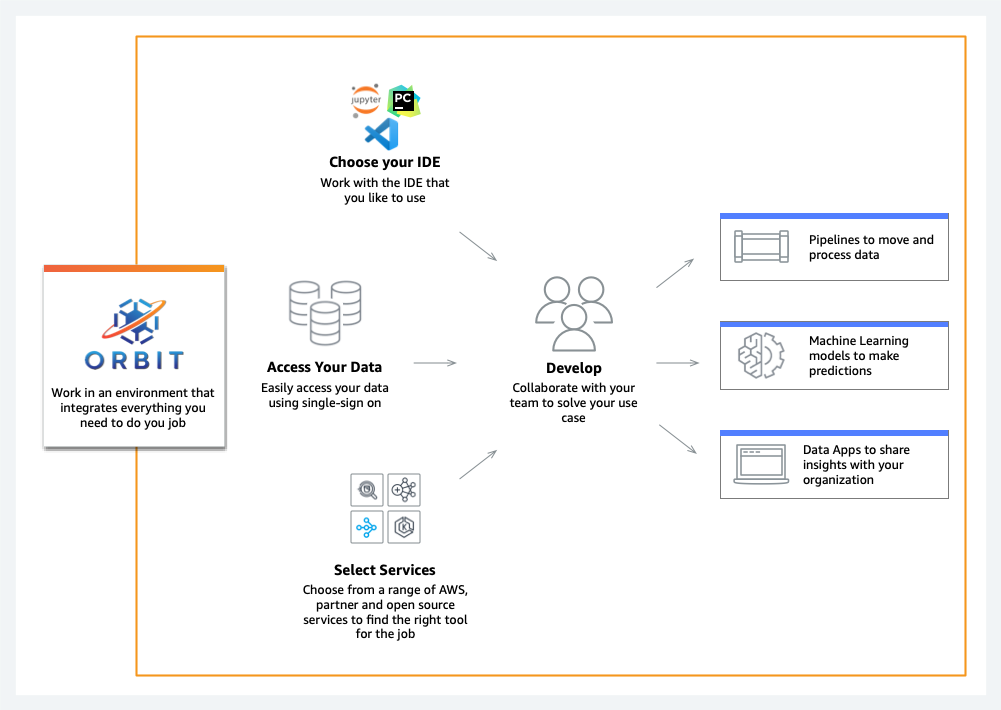 jupyter
PC
Choose your IDE
Work with the IDE that
you like to use
ORBIT
Work in an environment that
integrates everything you
need to do you job
Access Your Data
Easily access your data
using single-sign on
Select Services
Choose from a range of AWS,
partner and open source
services to find the right tool
for the job
Develop
Collaborate with your
team to solve your use
case
Pipelines to move and
process data
Machine Learning
models to make
predictions
Data Apps to share
insights with your
organization